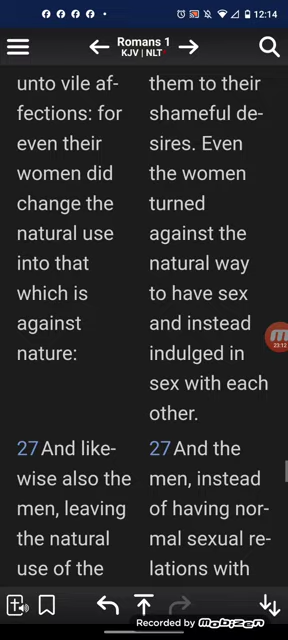 12:14
Romans 1
KJV | NLT
unto vile af-
fections: for
even their
women did
change the
natural use
into that
which is
against
nature:
27 And like-
wise also the
men, leaving
the natural
use of the
them to their
shameful de-
sires. Even
the women
turned
against the
natural way
to have sex
and instead
indulged in
sex with each
other.
27 And the
men, instead
of having nor-
mal sexual re-
lations with
23:12
Recorded by mobizen